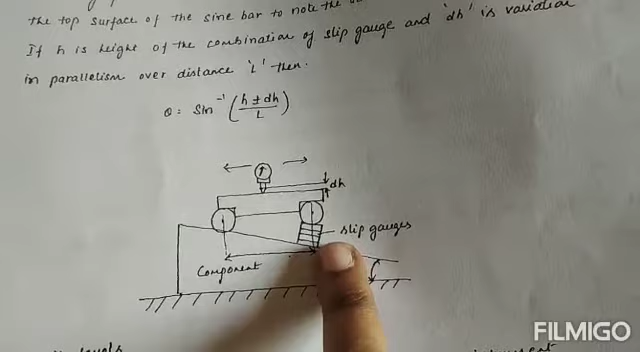 the top surface of the sine bar to note the
If h is height of the combination of slip gauge and 'dh' is variation
in parallelism over distance 'L' then.
θ = Sin⁻¹ (h ± dh / L)
dh
slip gauges
Component
FILMIGO